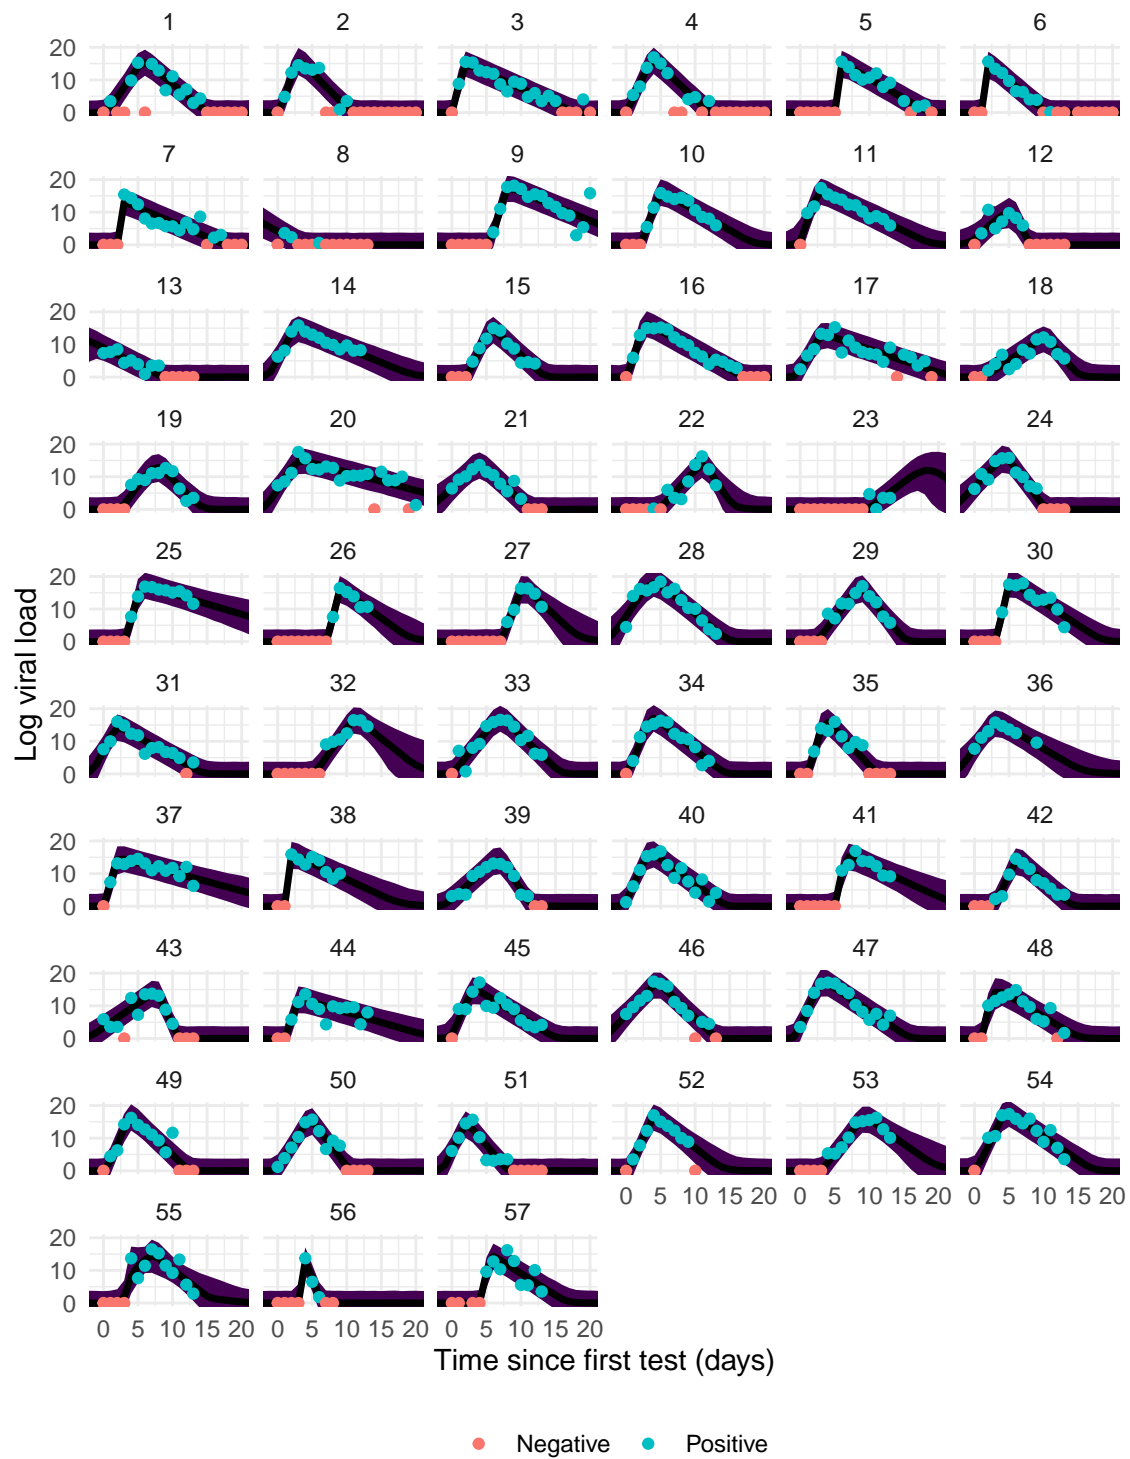 1 2 3 4 5 6
20
10
0
7 8 9 10 11 12
20
10
0
13 14 15 16 17 18
20
10
0
19 20 21 22 23 24
20
10
0
25 26 27 28 29 30
20
10
0
31 32 33 34 35 36
20
10
0
37 38 39 40 41 42
20
10
0
43 44 45 46 47 48
20
10
0
49 50 51 52 53 54
20
10
0
0 5 10 15 20 0 5 10 15 20 0 5 10 15 20
55 56 57
20
10
0
0 5 10 15 20 0 5 10 15 20 0 5 10 15 20
Log viral load
Time since first test (days)
Negative Positive